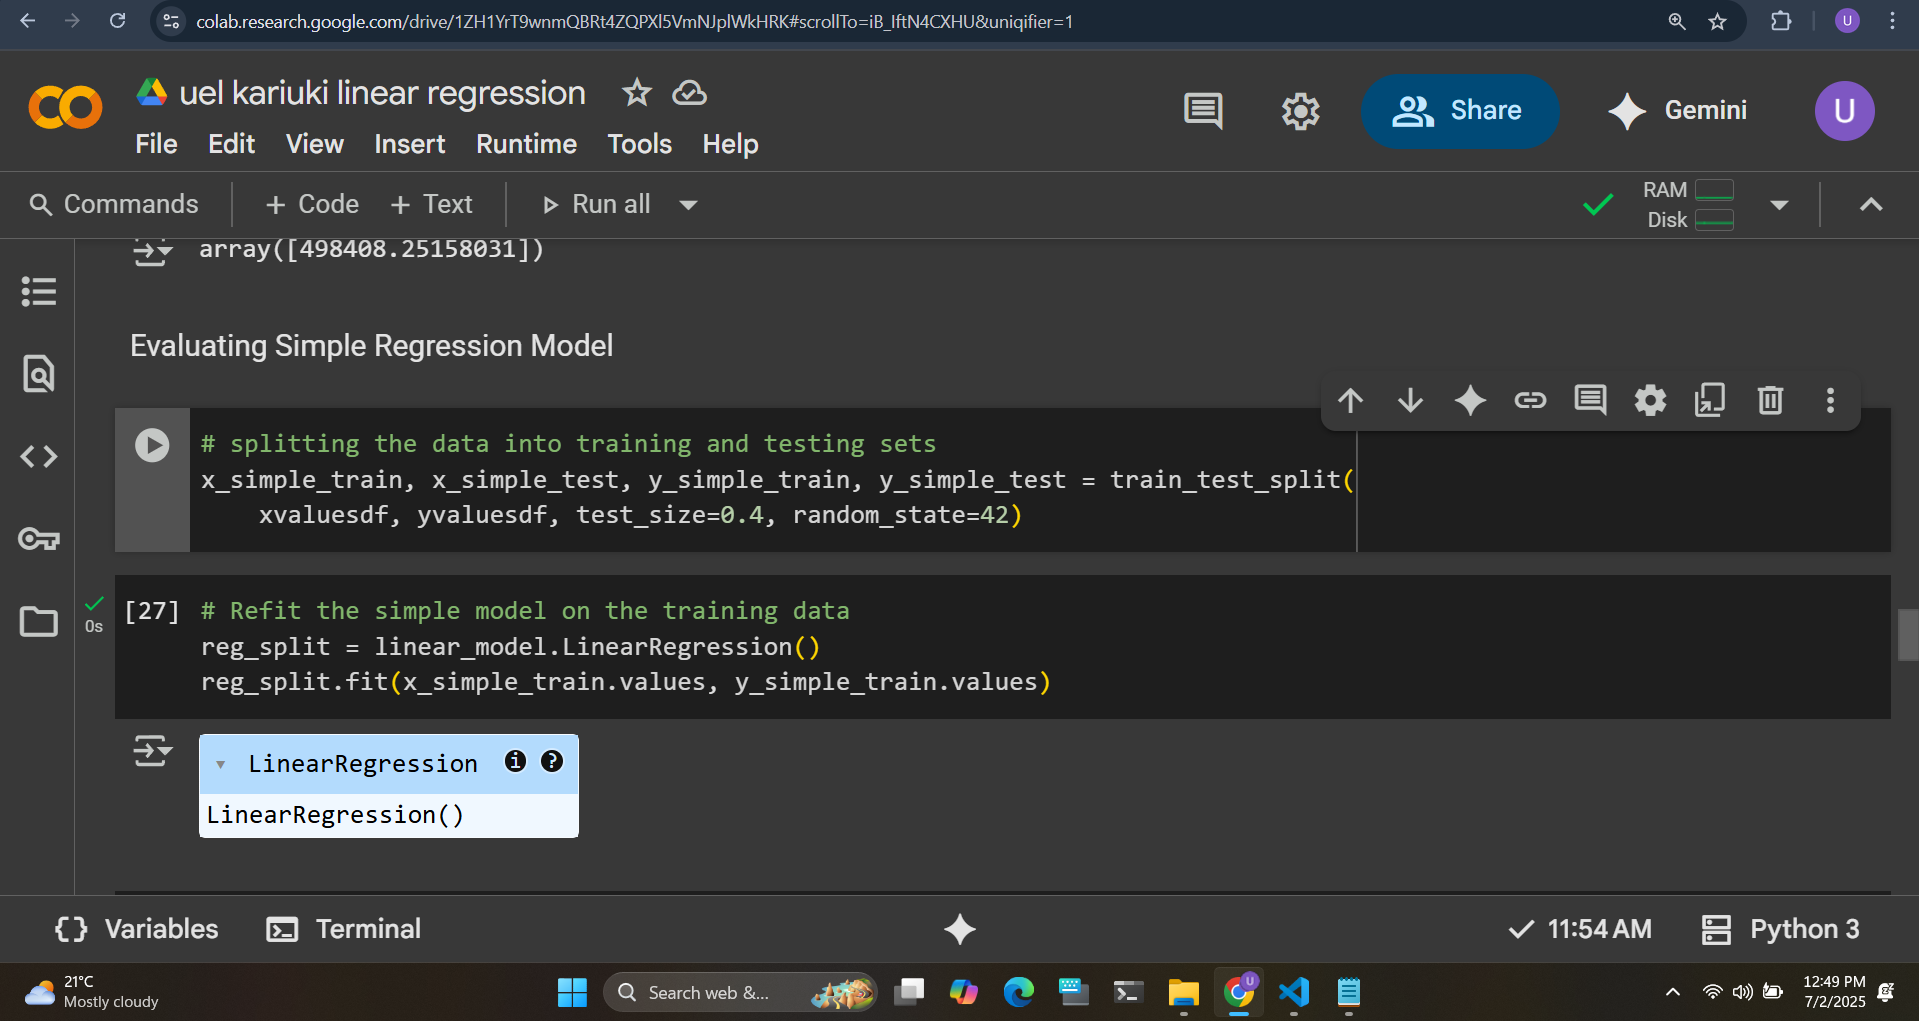 colab.research.google.com/drive/1ZH1YrT9wnmQBRt4ZQPXl5VmNJplWkHRK#scrollTo=iB_IftN4CXHU&uniqifier=1
U
CO
uel kariuki linear regression
Share
Gemini
U
File Edit View Insert Runtime Tools Help
Commands
+ Code + Text
Run all
RAM
Disk
array([498408.25158031])
Evaluating Simple Regression Model
# splitting the data into training and testing sets
x_simple_train, x_simple_test, y_simple_train, y_simple_test = train_test_split(
xvaluesdf, yvaluesdf, test_size=0.4, random_state=42)
0s
[27]
# Refit the simple model on the training data
reg_split = linear_model.LinearRegression()
reg_split.fit(x_simple_train.values, y_simple_train.values)
LinearRegression i ?
LinearRegression()
{} Variables
Terminal
11:54 AM
Python 3
21°C
Mostly cloudy
Search web &...
U
12:49 PM
7/2/2025